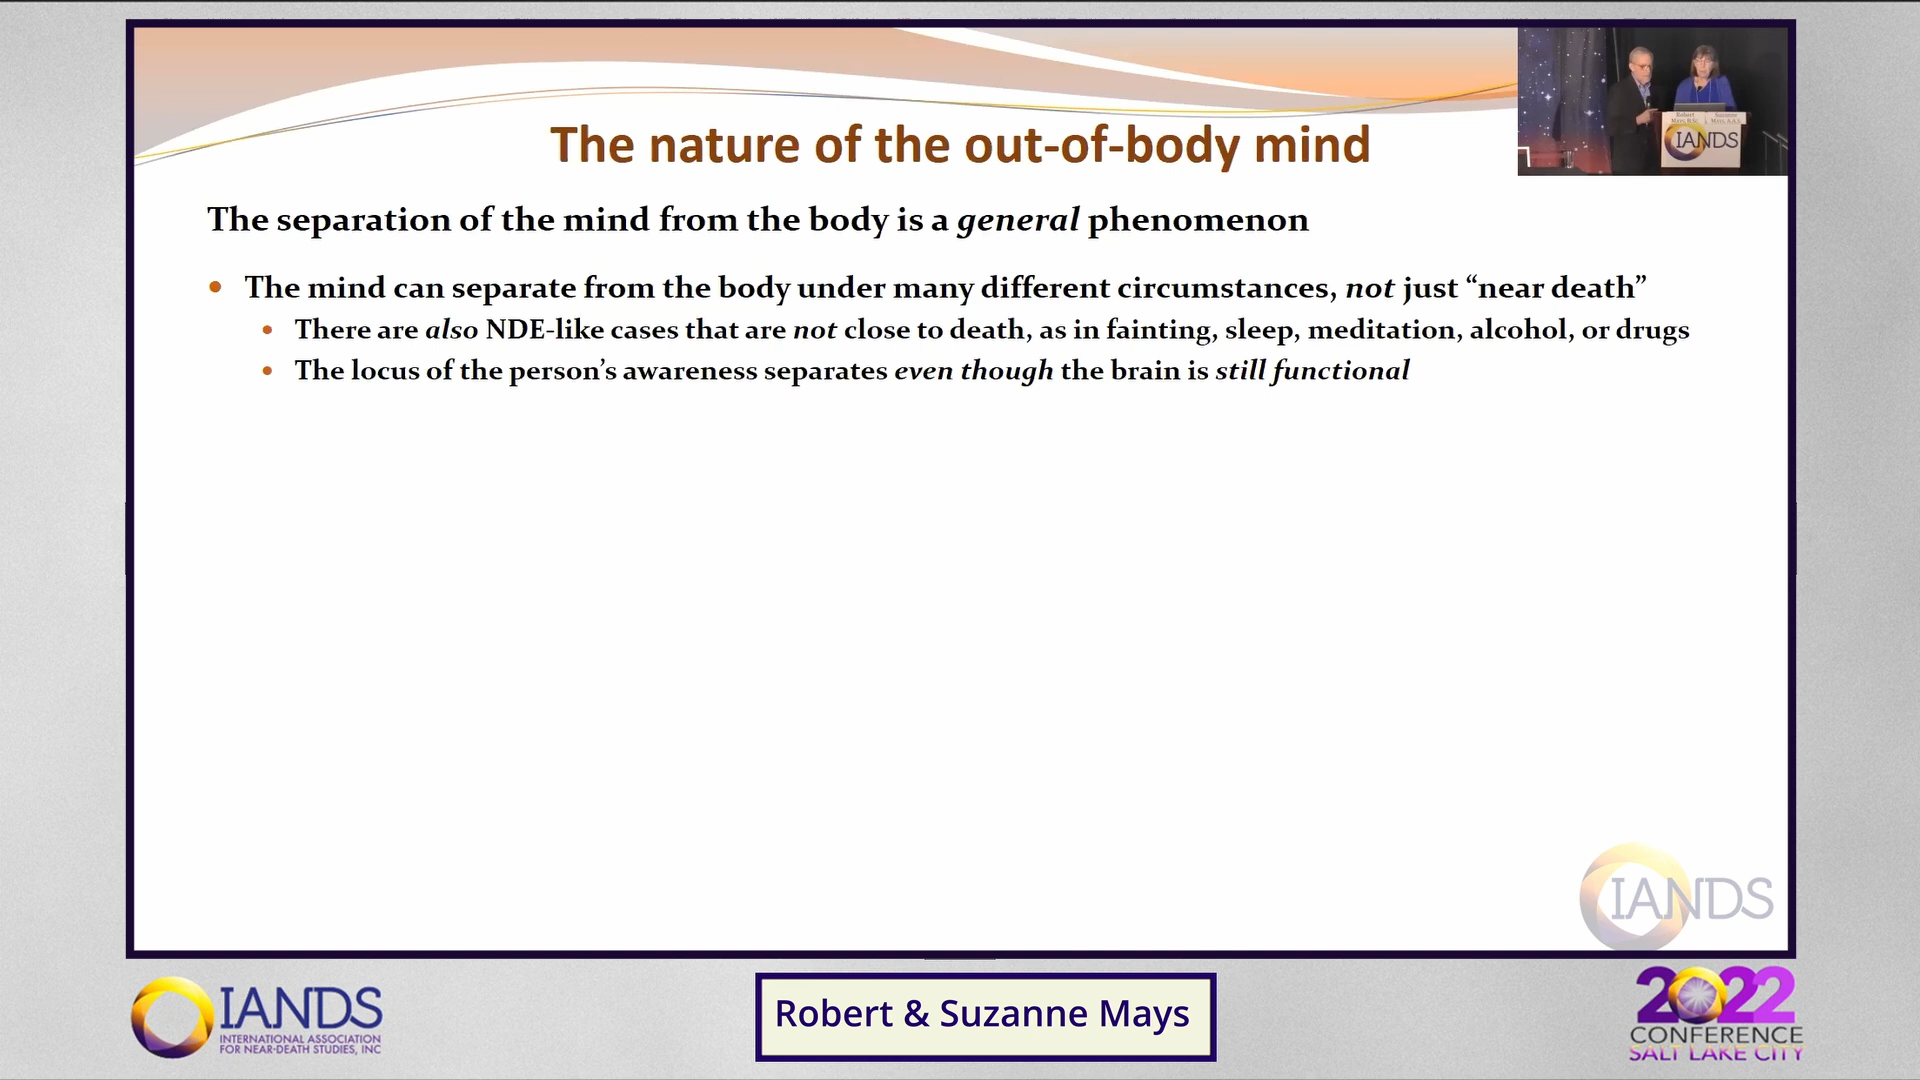 The nature of the out-of-body mind
IANDS
The separation of the mind from the body is a general phenomenon
The mind can separate from the body under many different circumstances, not just “near death”
There are also NDE-like cases that are not close to death, as in fainting, sleep, meditation, alcohol, or drugs
The locus of the person’s awareness separates even though the brain is still functional
IANDS
IANDS
INTERNATIONAL ASSOCIATION
FOR NEAR-DEATH STUDIES, INC
Robert & Suzanne Mays
2022
CONFERENCE
SALT LAKE CITY